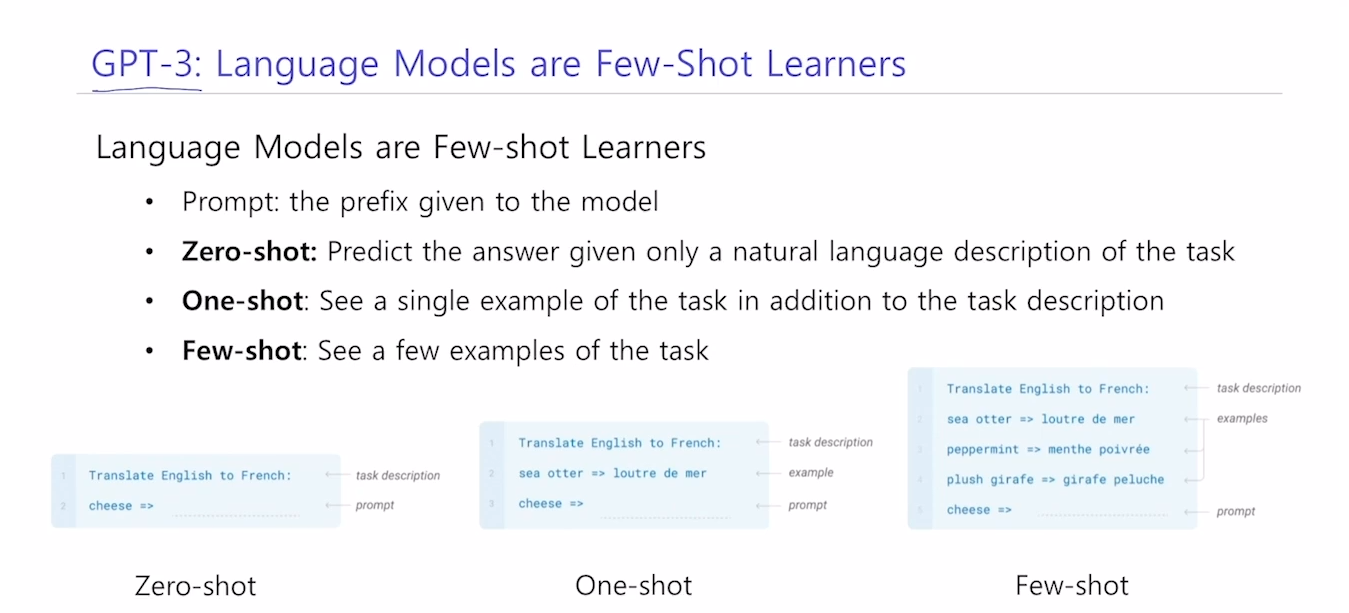 GPT-3: Language Models are Few-Shot Learners
Language Models are Few-shot Learners
• Prompt: the prefix given to the model
• Zero-shot: Predict the answer given only a natural language description of the task
• One-shot: See a single example of the task in addition to the task description
• Few-shot: See a few examples of the task
1 Translate English to French: task description
2 cheese => prompt
Zero-shot
1 Translate English to French: task description
2 sea otter => loutre de mer example
3 cheese => prompt
One-shot
1 Translate English to French: task description
2 sea otter => loutre de mer examples
3 peppermint => menthe poivrée
4 plush girafe => girafe peluche
5 cheese => prompt
Few-shot